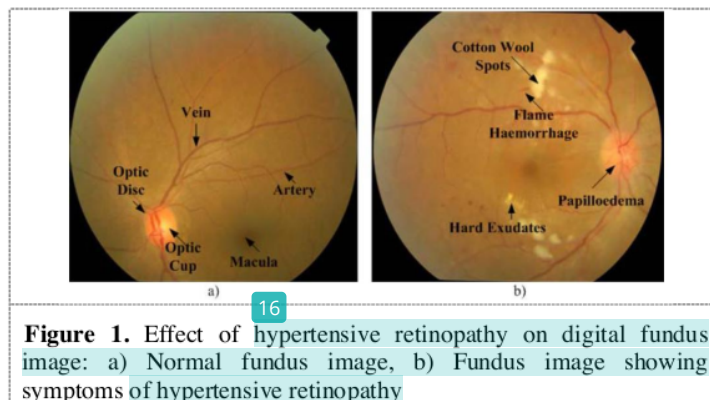 Cotton Wool
Spots
Vein
Flame
Haemorrhage
Optic
Disc
Artery
Papilloedema
Hard Exudates
Optic
Cup
Macula
a)
b)
16
Figure 1. Effect of hypertensive retinopathy on digital fundus
image: a) Normal fundus image, b) Fundus image showing
symptoms of hypertensive retinopathy